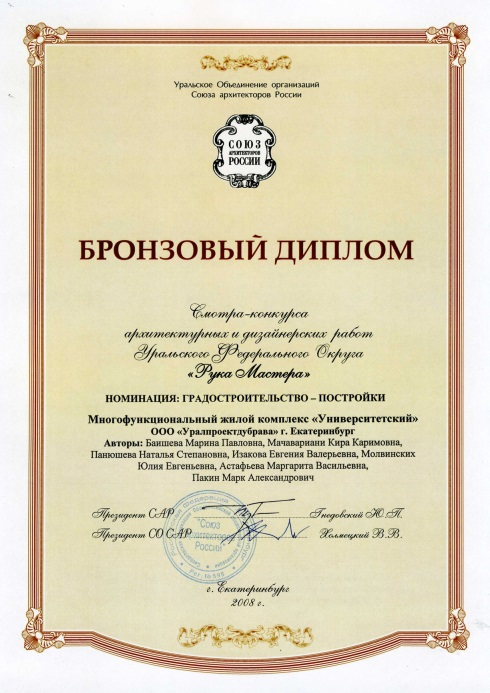 Уральское Объединение организаций
Союза архитекторов России
СОЮЗ
АРХИТЕКТОРОВ
РОССИИ
БРОНЗОВЫЙ ДИПЛОМ
Смотра-конкурса
архитектурных и дизайнерских работ
Уральского Федерального Округа
«Рука Мастера»
НОМИНАЦИЯ: ГРАДОСТРОИТЕЛЬСТВО – ПОСТРОЙКИ
Многофункциональный жилой комплекс «Университетский»
ООО «Уралпроектдубрава» г. Екатеринбург
Авторы: Баишева Марина Павловна, Мачавариани Кира Каримовна,
Панюшева Наталья Степановна, Изакова Евгения Валерьевна, Молвинских
Юлия Евгеньевна, Астафьева Маргарита Васильевна,
Пакин Марк Александрович
Президент САР Гнедовский Ю.П.
Президент СО САР Холмецкий В.В.
"Союз
архитекторов
России"
г. Екатеринбург
2008 г.